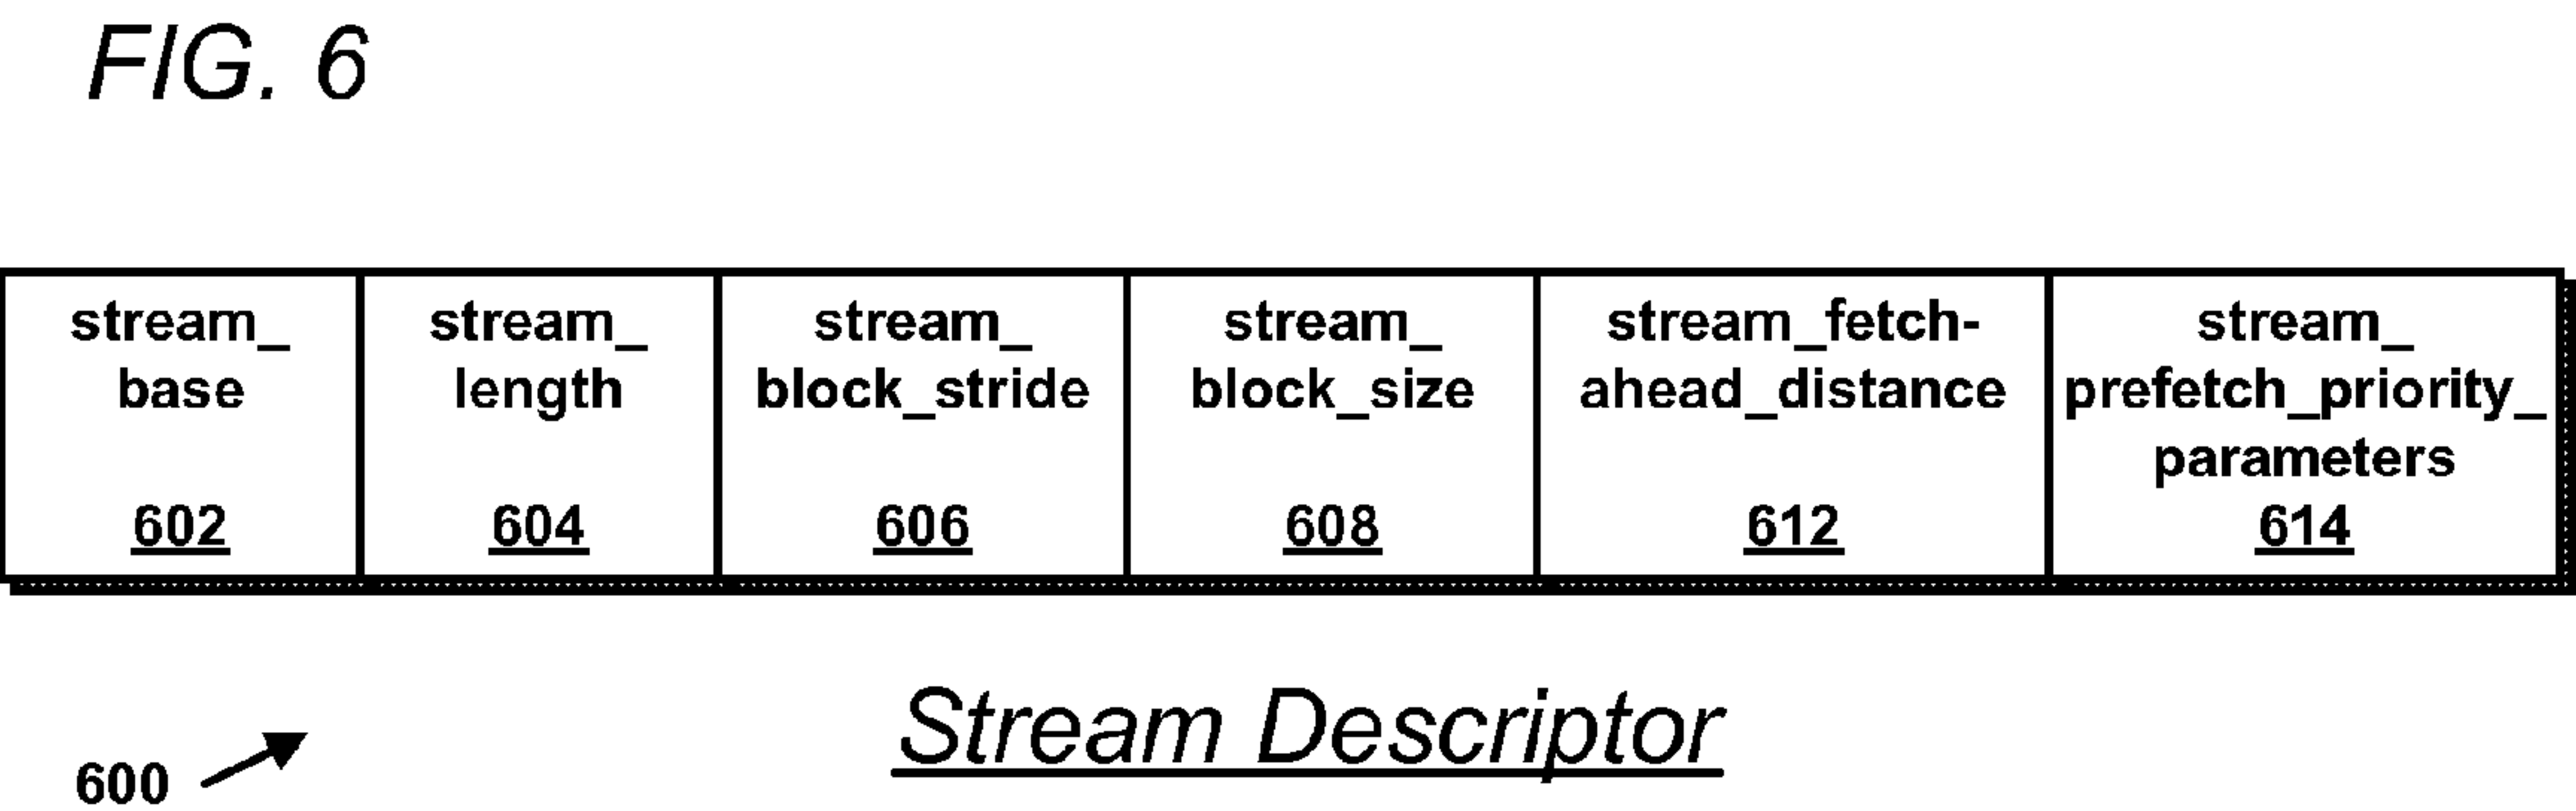 FIG. 6
stream_
base
602
stream_
length
604
stream_
block_stride
606
stream_
block_size
608
stream_fetch-
ahead_distance
612
stream_
prefetch_priority_
parameters
614
600
Stream Descriptor